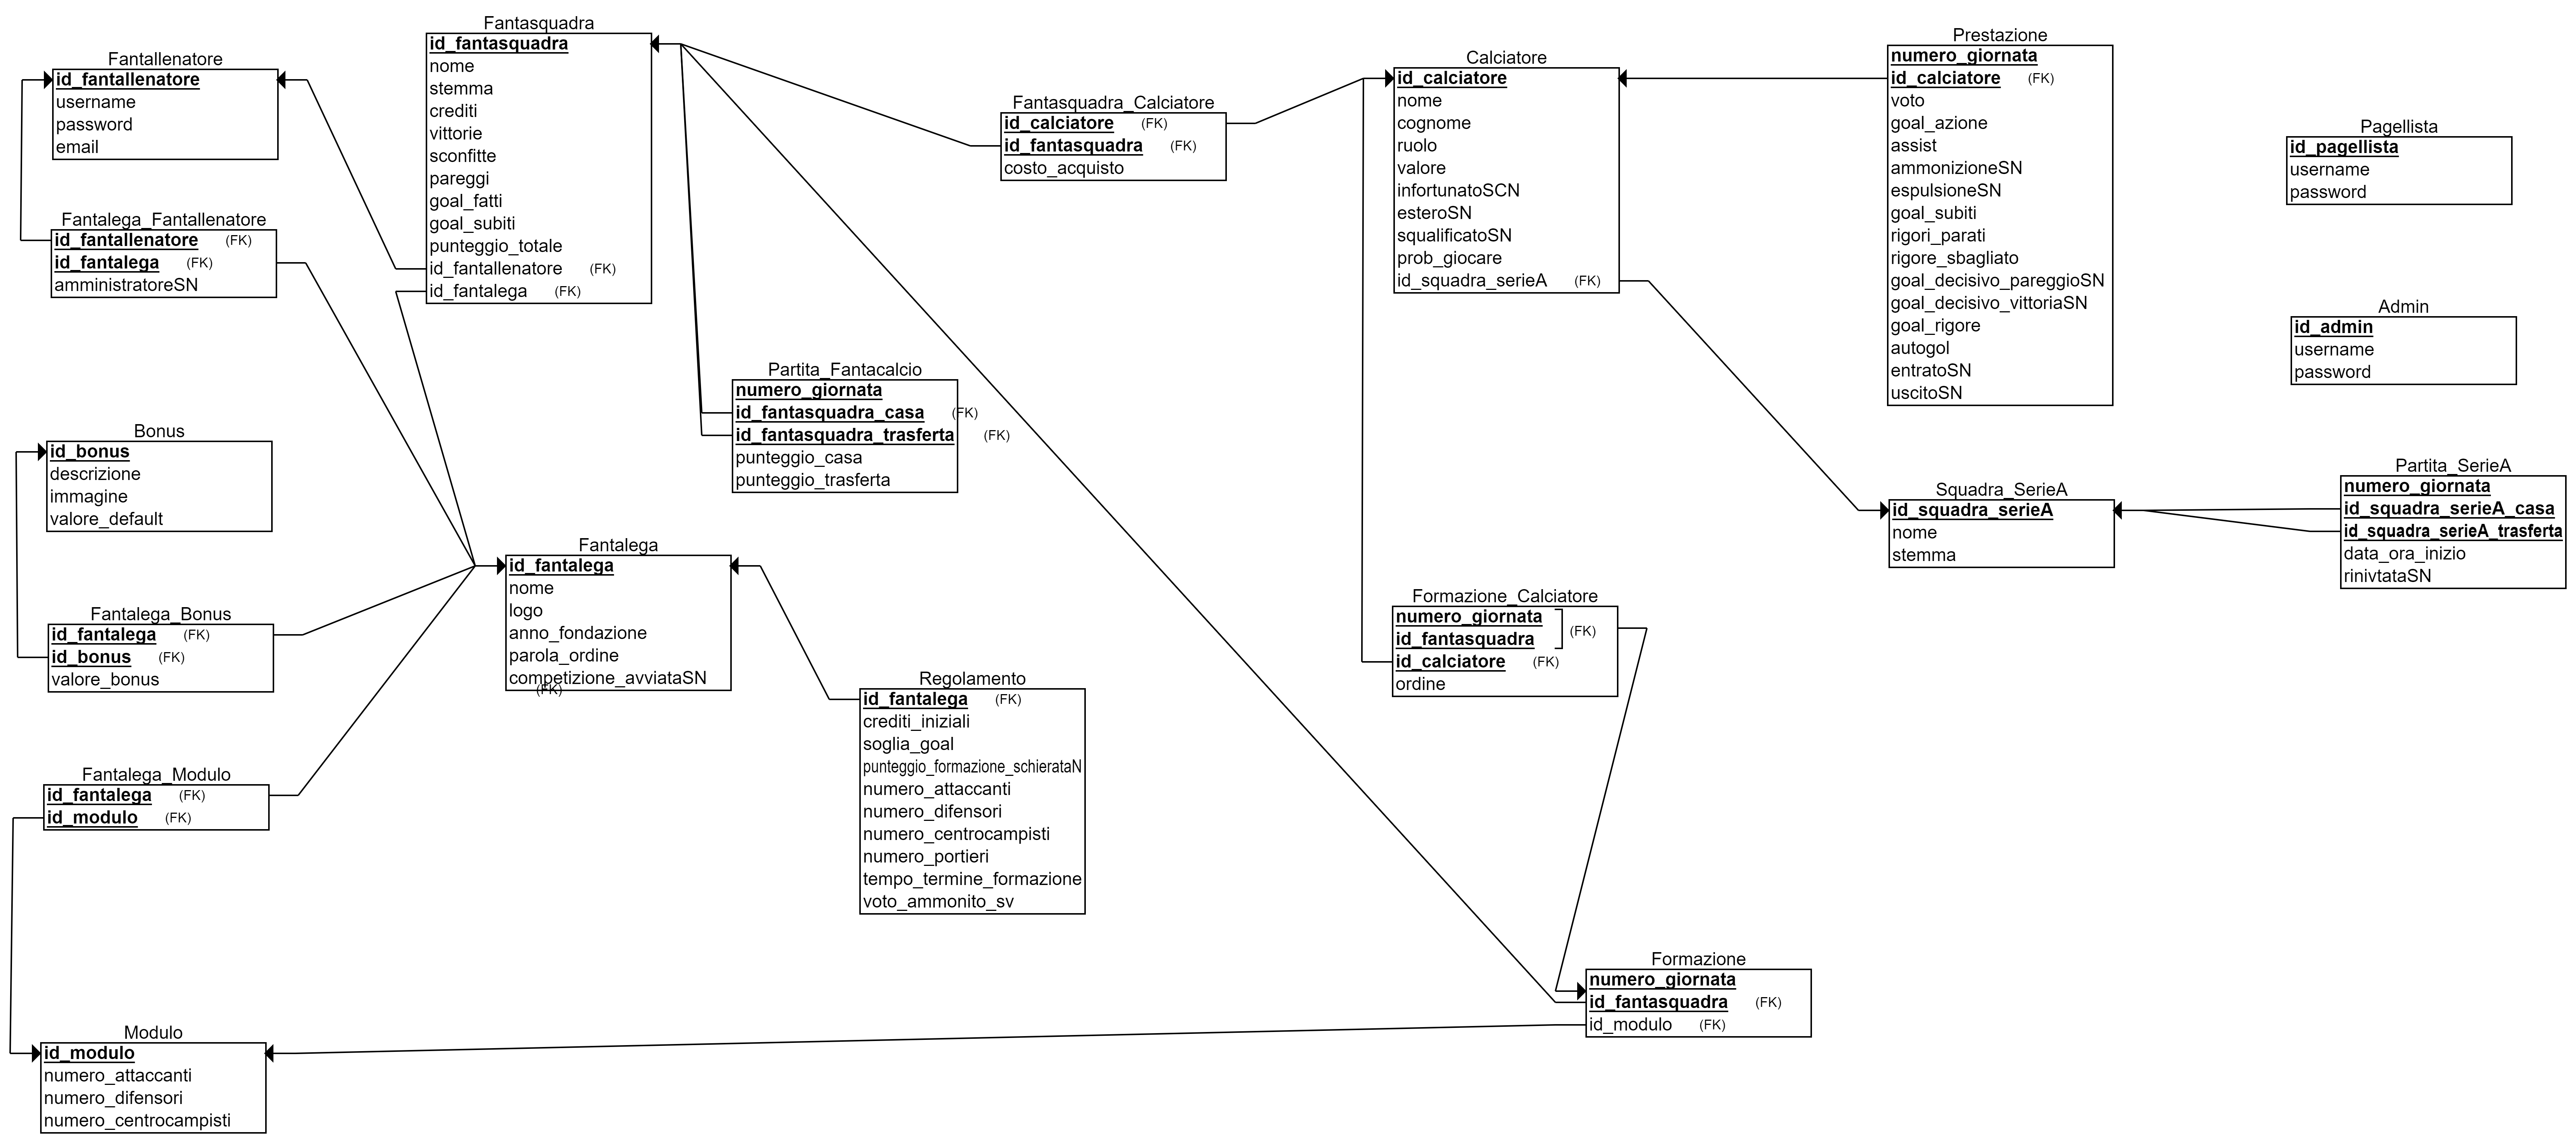 Fantallenatore
id_fantallenatore
username
password
email
Fantalega_Fantallenatore
id_fantallenatore (FK)
id_fantalega (FK)
amministratoreSN
Bonus
id_bonus
descrizione
immagine
valore_default
Fantalega_Bonus
id_fantalega (FK)
id_bonus (FK)
valore_bonus
Fantalega_Modulo
id_fantalega (FK)
id_modulo (FK)
Modulo
id_modulo
numero_attaccanti
numero_difensori
numero_centrocampisti
Fantasquadra
id_fantasquadra
nome
stemma
crediti
vittorie
sconfitte
pareggi
goal_fatti
goal_subiti
punteggio_totale
id_fantallenatore (FK)
id_fantalega (FK)
Partita_Fantacalcio
numero_giornata
id_fantasquadra_casa (FK)
id_fantasquadra_trasferta (FK)
punteggio_casa
punteggio_trasferta
Fantalega
id_fantalega
nome
logo
anno_fondazione
parola_ordine
competizione_avviataSN
(FK)
Regolamento
id_fantalega (FK)
crediti_iniziali
soglia_goal
punteggio_formazione_schierataN
numero_attaccanti
numero_difensori
numero_centrocampisti
numero_portieri
tempo_termine_formazione
voto_ammonito_sv
Fantasquadra_Calciatore
id_calciatore (FK)
id_fantasquadra (FK)
costo_acquisto
Calciatore
id_calciatore
nome
cognome
ruolo
valore
infortunatoSCN
esteroSN
squalificatoSN
prob_giocare
id_squadra_serieA (FK)
Formazione_Calciatore
numero_giornata
id_fantasquadra (FK)
id_calciatore (FK)
ordine
Formazione
numero_giornata
id_fantasquadra (FK)
id_modulo (FK)
Prestazione
numero_giornata
id_calciatore (FK)
voto
goal_azione
assist
ammonizioneSN
espulsioneSN
goal_subiti
rigori_parati
rigore_sbagliato
goal_decisivo_pareggioSN
goal_decisivo_vittoriaSN
goal_rigore
autogol
entratoSN
uscitoSN
Squadra_SerieA
id_squadra_serieA
nome
stemma
Pagellista
id_pagellista
username
password
Admin
id_admin
username
password
Partita_SerieA
numero_giornata
id_squadra_serieA_casa
id_squadra_serieA_trasferta
data_ora_inizio
rinivtataSN